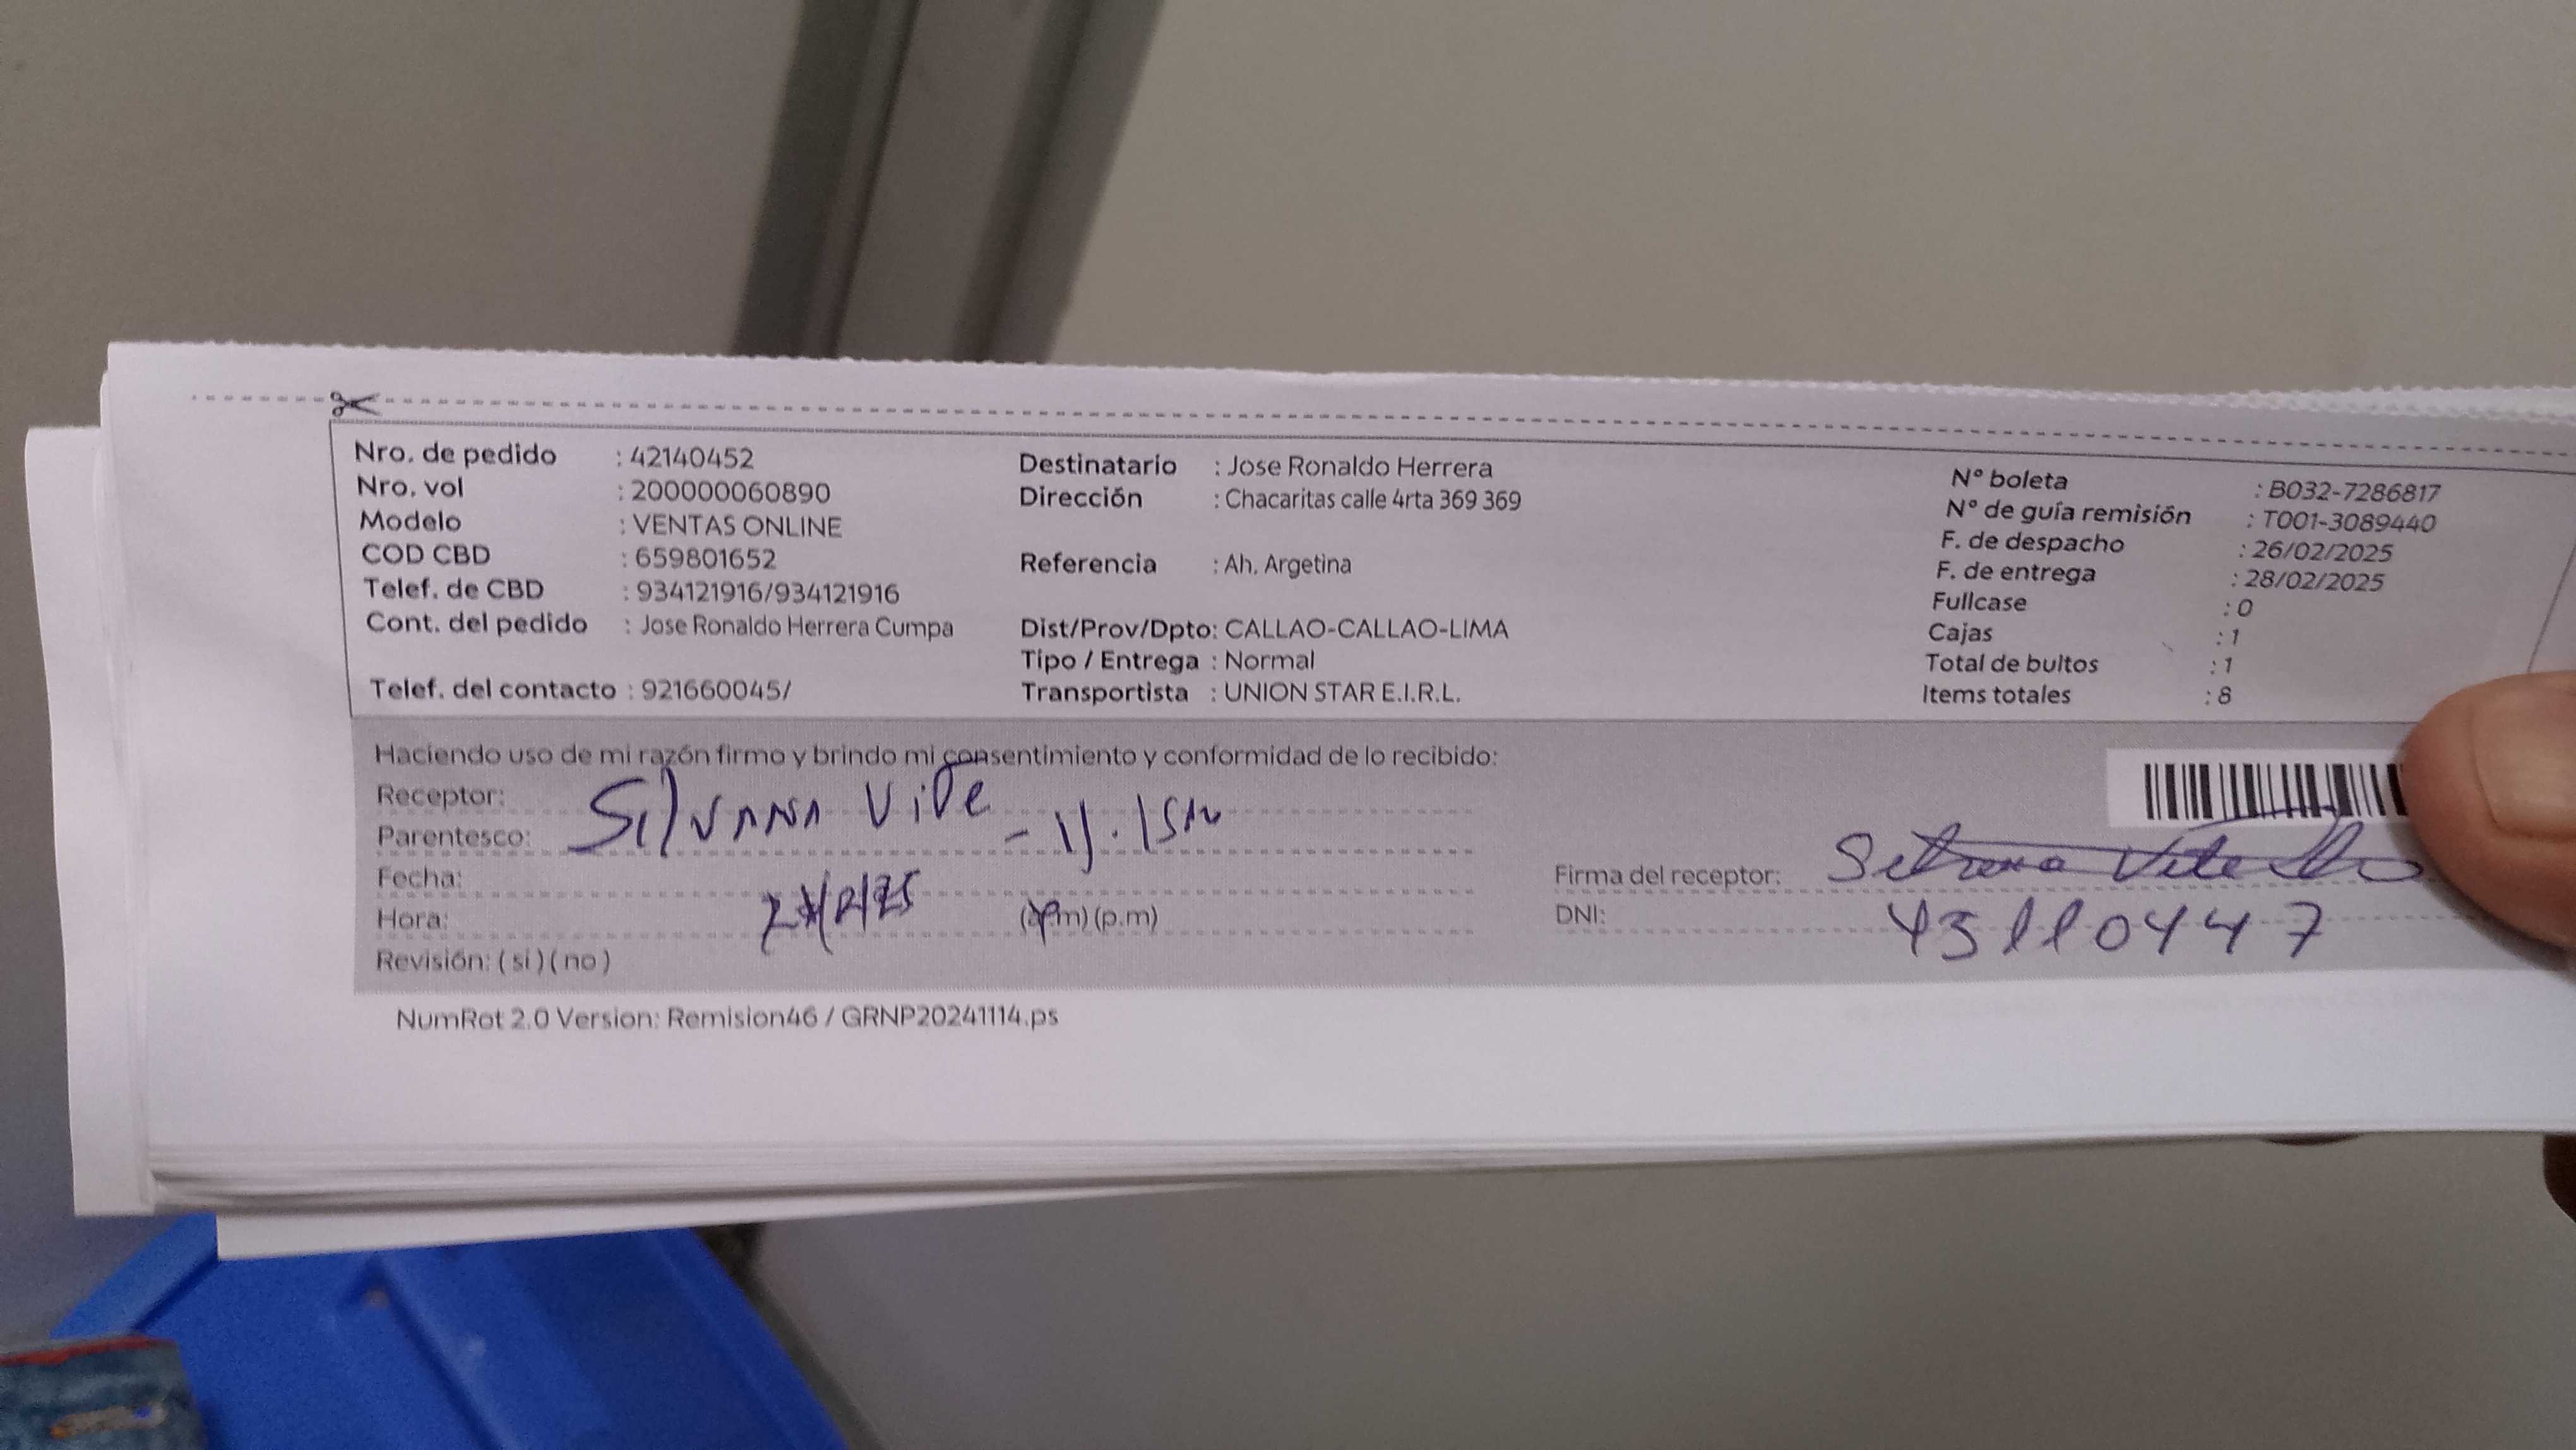 Nro. de pedido : 42140452
Nro. vol : 200000060890
Modelo : VENTAS ONLINE
COD CBD : 659801652
Telef. de CBD : 934121916/934121916
Cont. del pedido : Jose Ronaldo Herrera Cumpa
Telef. del contacto : 921660045/
Destinatario : Jose Ronaldo Herrera
Dirección : Chacaritas calle 4rta 369 369
Referencia : Ah. Argetina
Dist/Prov/Dpto: CALLAO-CALLAO-LIMA
Tipo / Entrega : Normal
Transportista : UNION STAR E.I.R.L.
N° boleta : B032-7286817
N° de guía remisión : T001-3089440
F. de despacho : 26/02/2025
F. de entrega : 28/02/2025
Fullcase : 0
Cajas : 1
Total de bultos : 1
Items totales : 8
Haciendo uso de mi razón firmo y brindo mi consentimiento y conformidad de lo recibido:
Receptor: Silvana
Parentesco:
Fecha:
Hora: (a.m) (p.m)
Revisión: ( si ) ( no )
Firma del receptor:
DNI: 43110447
NumRot 2.0 Version: Remision46 / GRNP20241114.ps